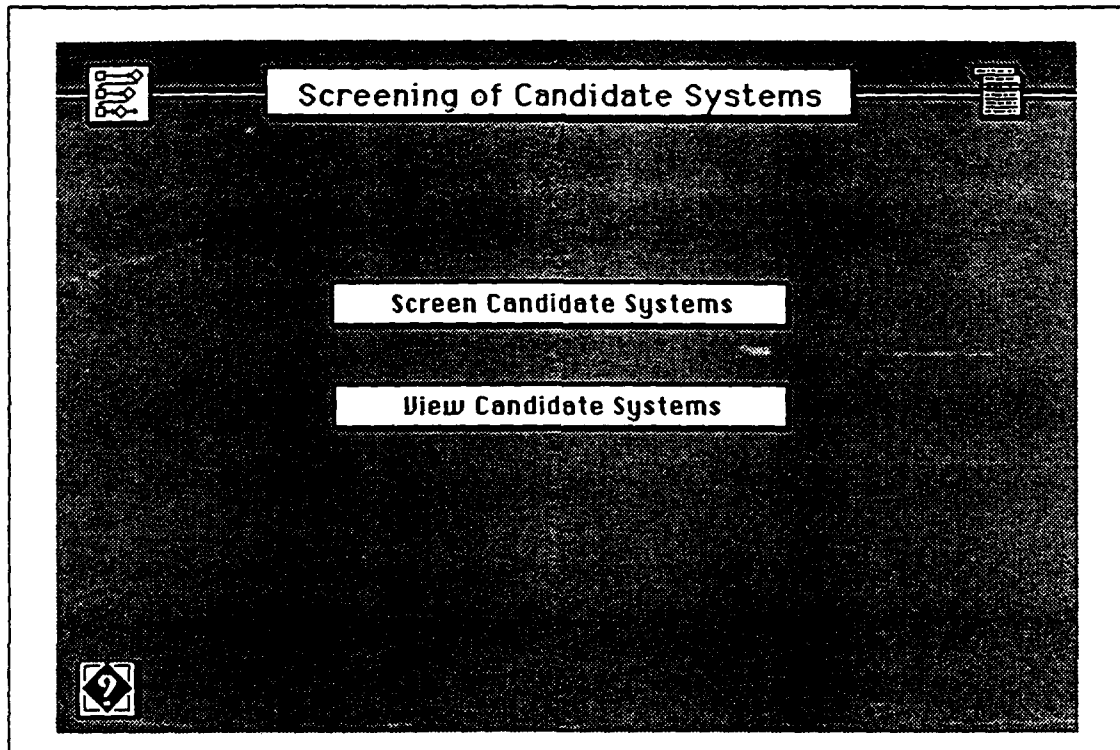 Screening of Candidate Systems
Screen Candidate Systems
View Candidate Systems
?